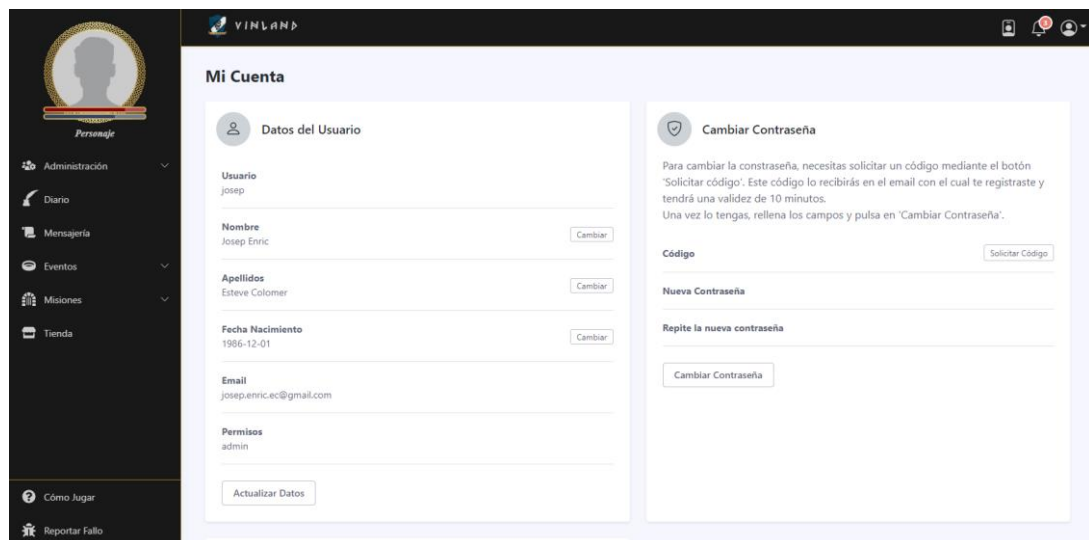 VINLAND
3
Personaje
Administración
Diario
Mensajería
Eventos
Misiones
Tienda
Cómo Jugar
Reportar Fallo
Mi Cuenta
Datos del Usuario
Usuario
josep
Nombre
Josep Enric
Cambiar
Apellidos
Esteve Colomer
Cambiar
Fecha Nacimiento
1986-12-01
Cambiar
Email
josep.enric.ec@gmail.com
Permisos
admin
Actualizar Datos
Cambiar Contraseña
Para cambiar la constraseña, necesitas solicitar un código mediante el botón
'Solicitar código'. Este código lo recibirás en el email con el cual te registraste y
tendrá una validez de 10 minutos.
Una vez lo tengas, rellena los campos y pulsa en 'Cambiar Contraseña'.
Código
Solicitar Código
Nueva Contraseña
Repite la nueva contraseña
Cambiar Contraseña